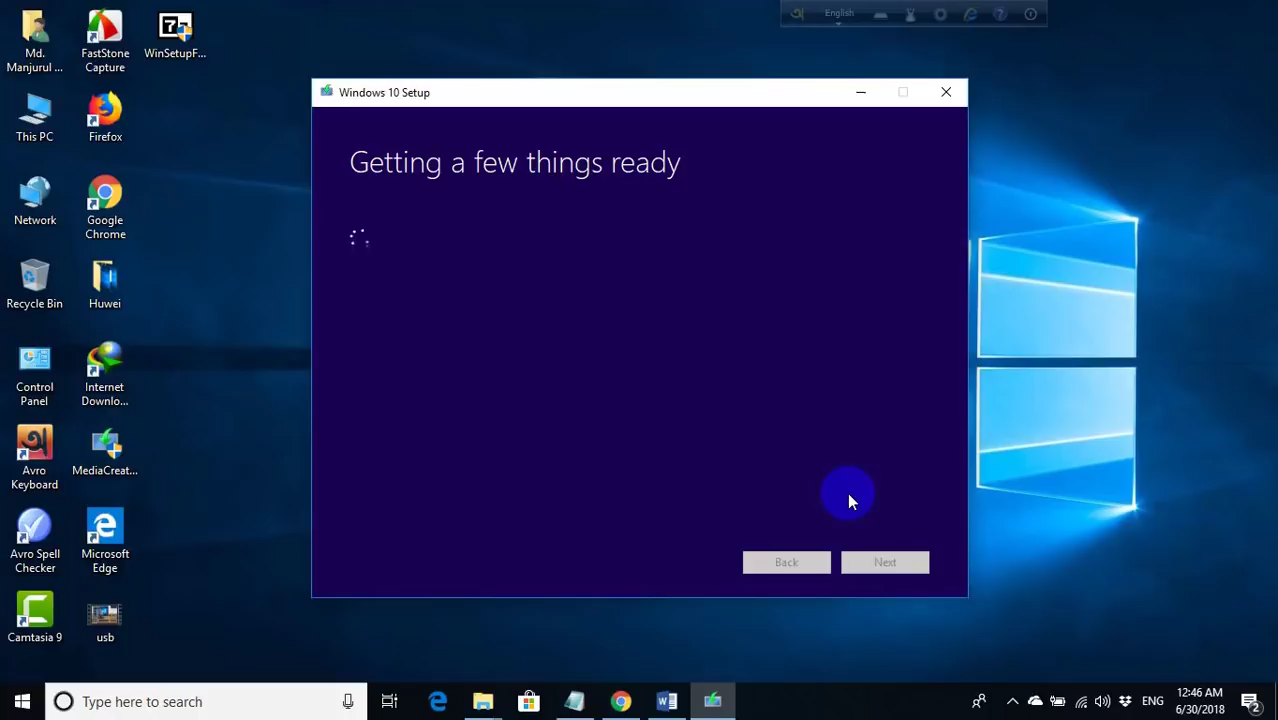 English
Md.
Manjurul ...
FastStone
Capture
WinSetupF...
This PC
Firefox
Network
Google
Chrome
Recycle Bin
Huwei
Control
Panel
Internet
Downlo...
অ
Avro
Keyboard
MediaCreat...
Avro Spell
Checker
Microsoft
Edge
Camtasia 9
usb
Windows 10 Setup
Getting a few things ready
Back
Next
Type here to search
ENG
12:46 AM
6/30/2018
2